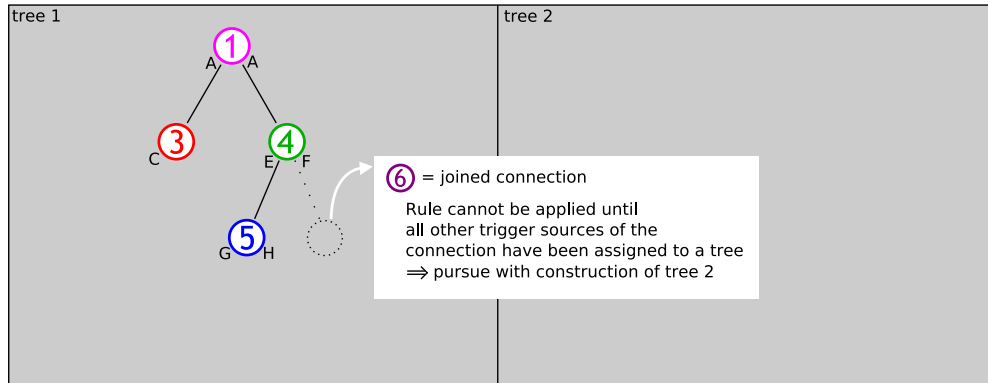 tree 1
tree 2
1
A A
3
4
C
E F
6 = joined connection
Rule cannot be applied until
all other trigger sources of the
connection have been assigned to a tree
⇒ pursue with construction of tree 2
5
G H